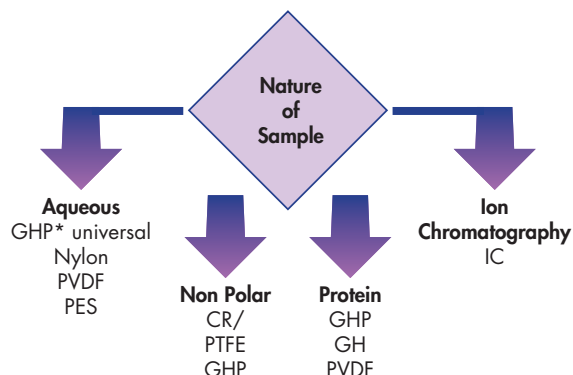 Nature
of
Sample
Aqueous
GHP* universal
Nylon
PVDF
PES
Non Polar
CR/
PTFE
GHP
Protein
GHP
GH
PVDF
Ion
Chromatography
IC